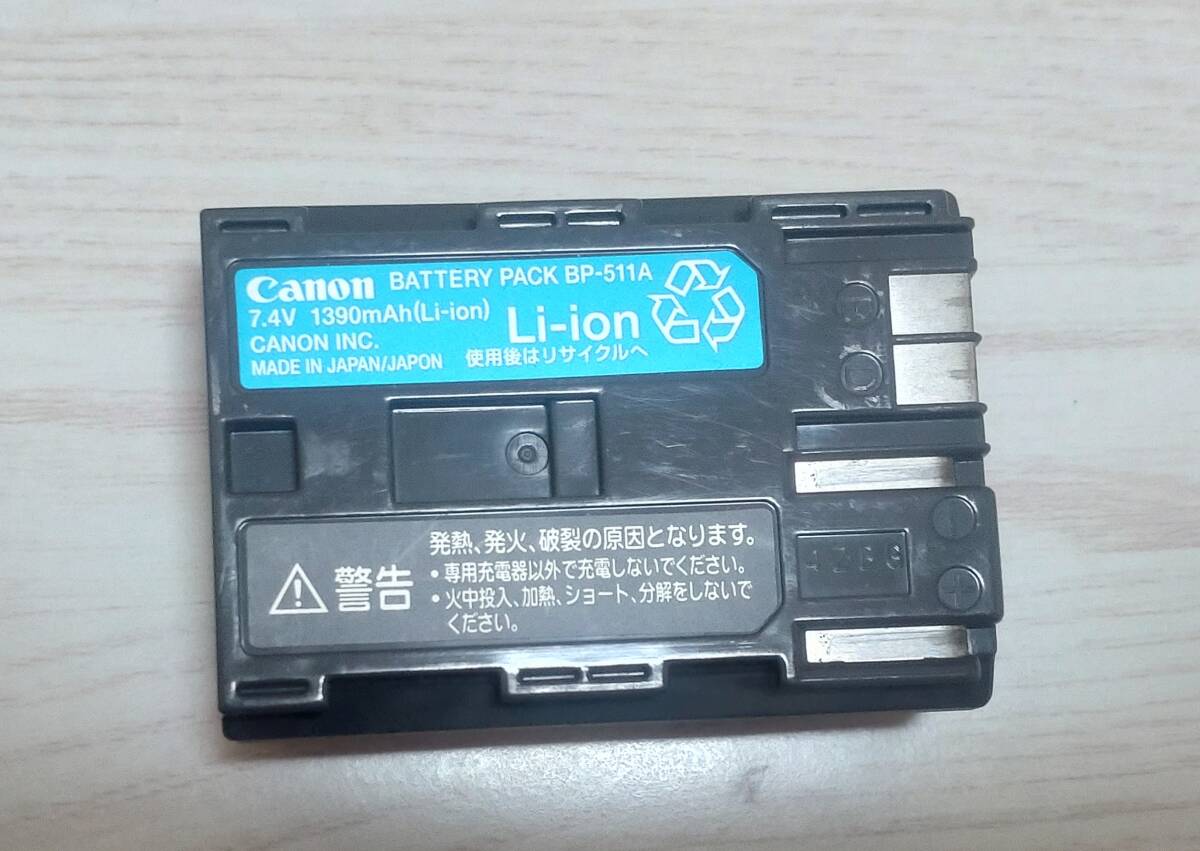 Canon BATTERY PACK BP-511A
7.4V 1390mAh(Li-ion)
Li-ion
CANON INC.
MADE IN JAPAN/JAPON
使用後はリサイクルへ
T
D
−
+
警告
発熱、発火、破裂の原因となります。
・専用充電器以外で充電しないでください。
・火中投入、加熱、ショート、分解をしないで
ください。